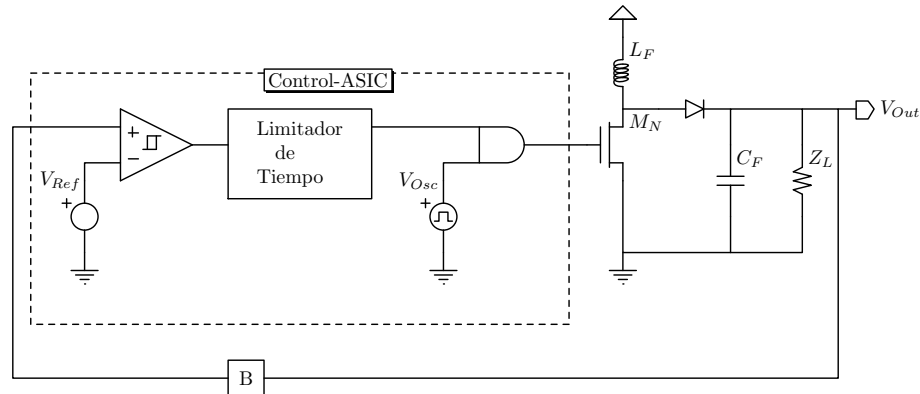 Control-ASIC
L_F
V_Out
M_N
+
−
Limitador
de
Tiempo
V_Ref
+
V_Osc
+
C_F
Z_L
B